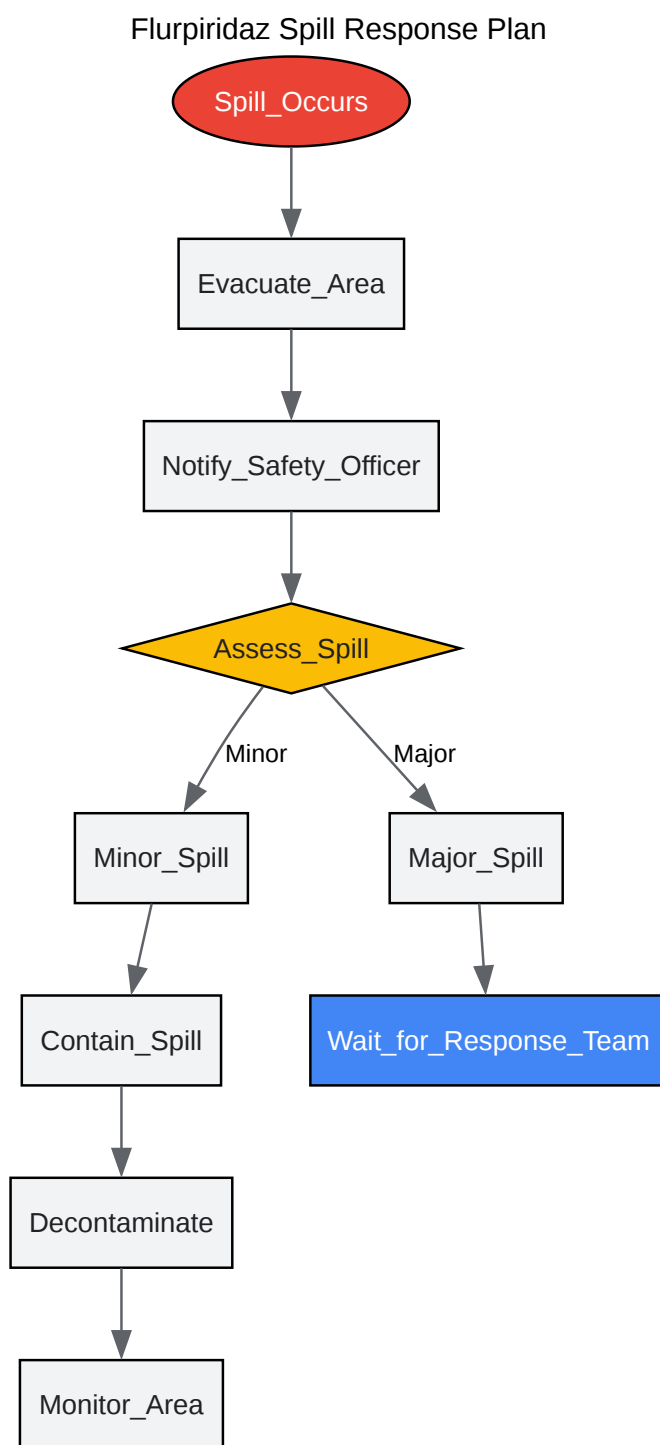 Flurpiridaz Spill Response Plan
Spill_Occurs
Evacuate_Area
Notify_Safety_Officer
Assess_Spill
Minor
Major
Minor_Spill
Major_Spill
Contain_Spill
Wait_for_Response_Team
Decontaminate
Monitor_Area